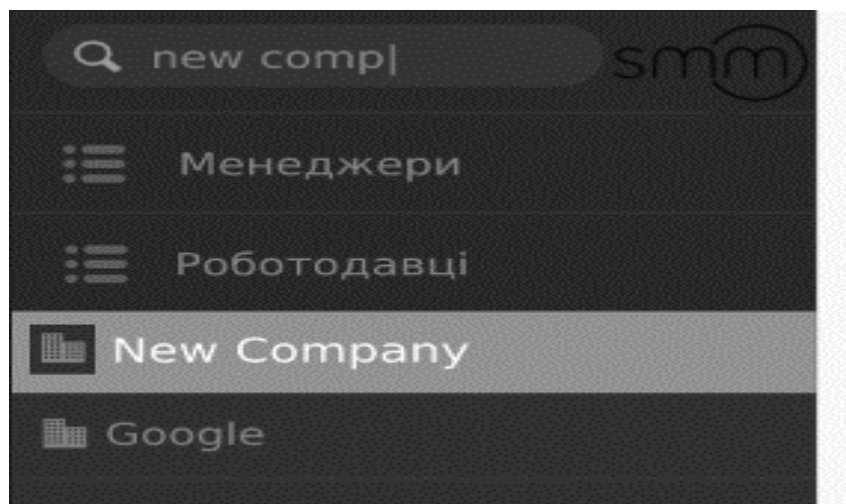 new comp
smm
Менеджери
Роботодавці
New Company
Google